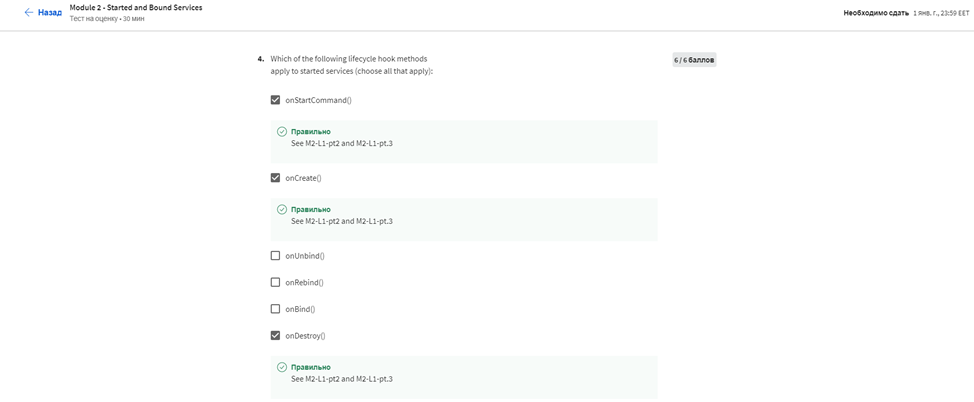 Назад
Module 2 - Started and Bound Services
Тест на оценку • 30 мин
Необходимо сдать 1 янв. г., 23:59 EET
4. Which of the following lifecycle hook methods
apply to started services (choose all that apply):
6 / 6 баллов
onStartCommand()
Правильно
See M2-L1-pt2 and M2-L1-pt.3
onCreate()
Правильно
See M2-L1-pt2 and M2-L1-pt.3
onUnbind()
onRebind()
onBind()
onDestroy()
Правильно
See M2-L1-pt2 and M2-L1-pt.3